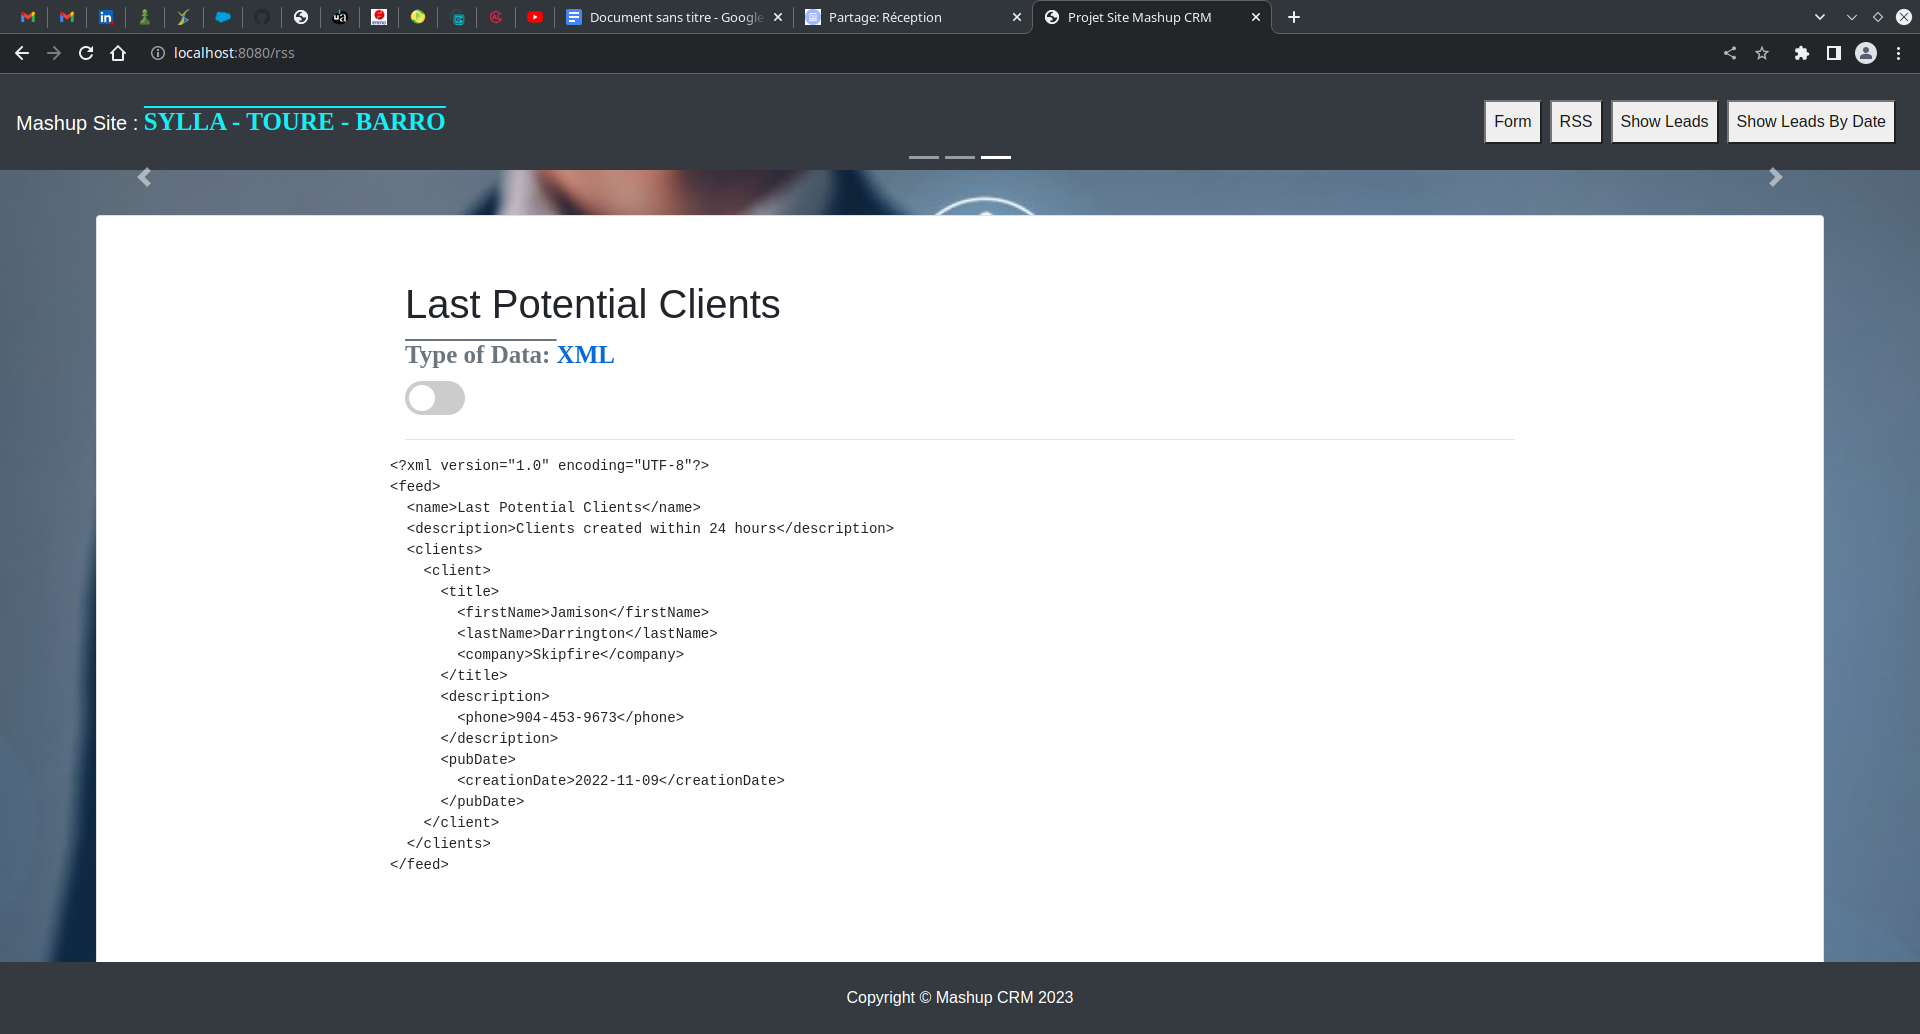 Document sans titre - Google
Partage: Réception
Projet Site Mashup CRM
localhost:8080/rss
Mashup Site : SYLLA - TOURE - BARRO
Form
RSS
Show Leads
Show Leads By Date
Last Potential Clients
Type of Data: XML
<?xml version="1.0" encoding="UTF-8"?>
<feed>
  <name>Last Potential Clients</name>
  <description>Clients created within 24 hours</description>
  <clients>
    <client>
      <title>
        <firstName>Jamison</firstName>
        <lastName>Darrington</lastName>
        <company>Skipfire</company>
      </title>
      <description>
        <phone>904-453-9673</phone>
      </description>
      <pubDate>
        <creationDate>2022-11-09</creationDate>
      </pubDate>
    </client>
  </clients>
</feed>
Copyright © Mashup CRM 2023